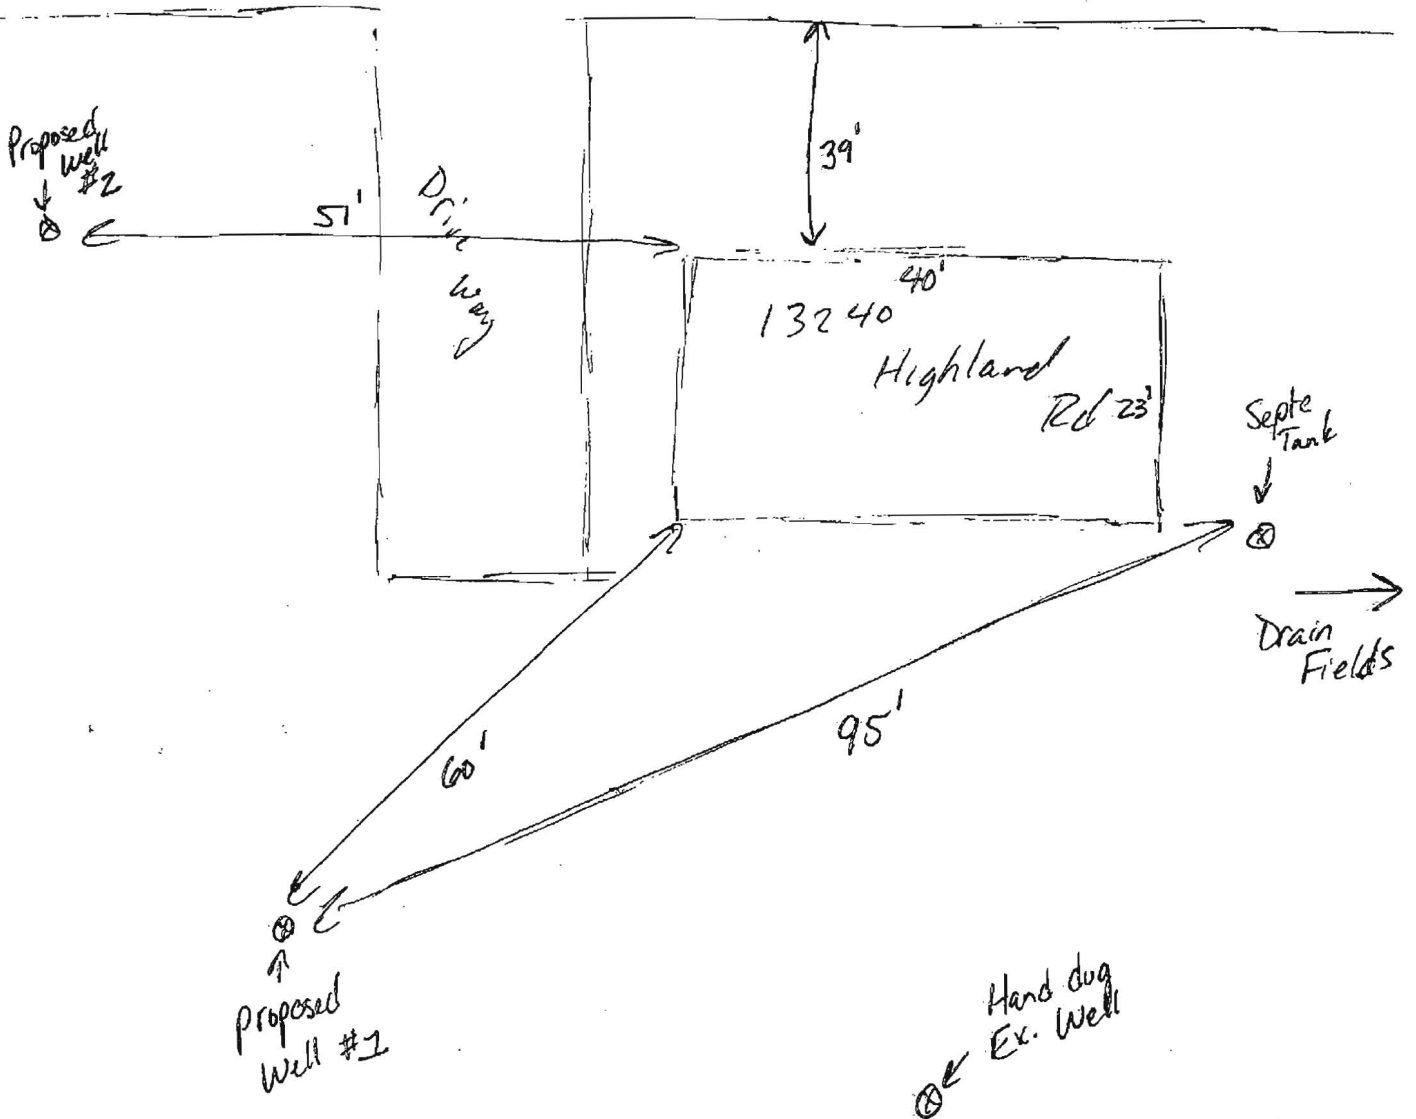 Proposed
Well
#2
51'
Drive
Way
39'
40'
13240
Highland
Rd
23'
Septe
Tank
Drain
Fields
60'
95'
Proposed
Well #1
Hand dug
Ex. Well